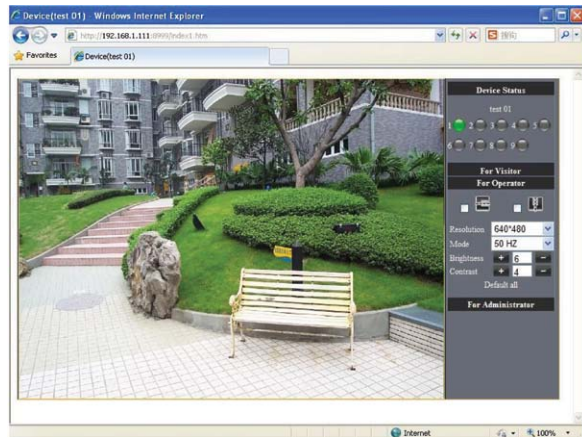 Device(test 01) - Windows Internet Explorer
http://192.168.1.111:8999/index1.htm
Favorites
Device(test 01)
Device Status
test 01
1 2 3 4 5
6 7 8 9
For Visitor
For Operator
Resolution 640*480
Mode 50 HZ
Brightness + 6 -
Contrast + 4 -
Default all
For Administrator
Internet
100%